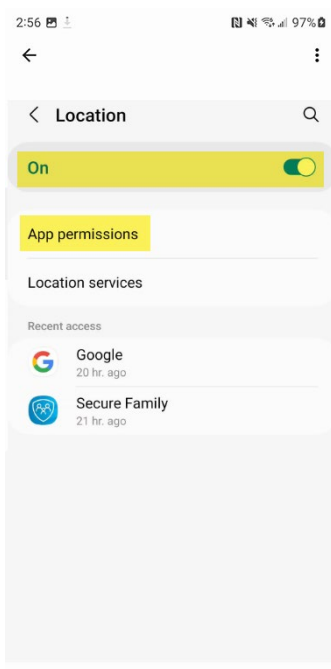 2:56 97%
Location
On
App permissions
Location services
Recent access
Google
20 hr. ago
Secure Family
21 hr. ago